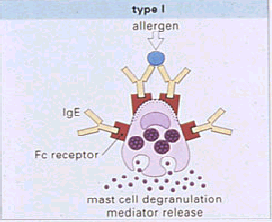 type I
allergen
IgE
Fc receptor
mast cell degranulation
mediator release